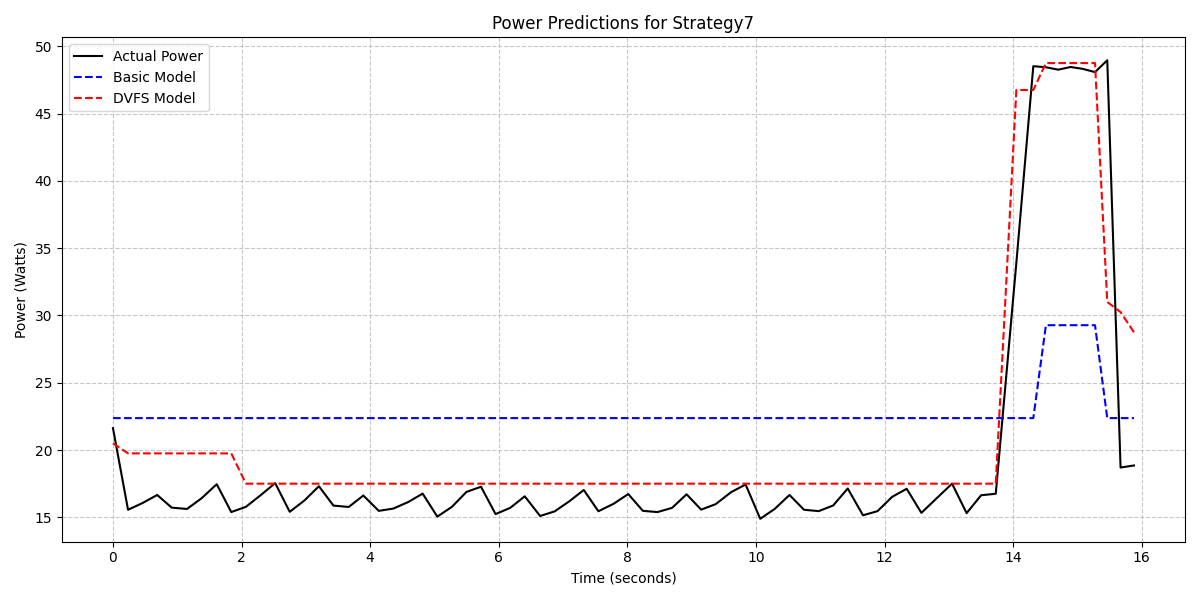 Power Predictions for Strategy7
Actual Power
Basic Model
DVFS Model
Power (Watts)
50
45
40
35
30
25
20
15
0 2 4 6 8 10 12 14 16
Time (seconds)